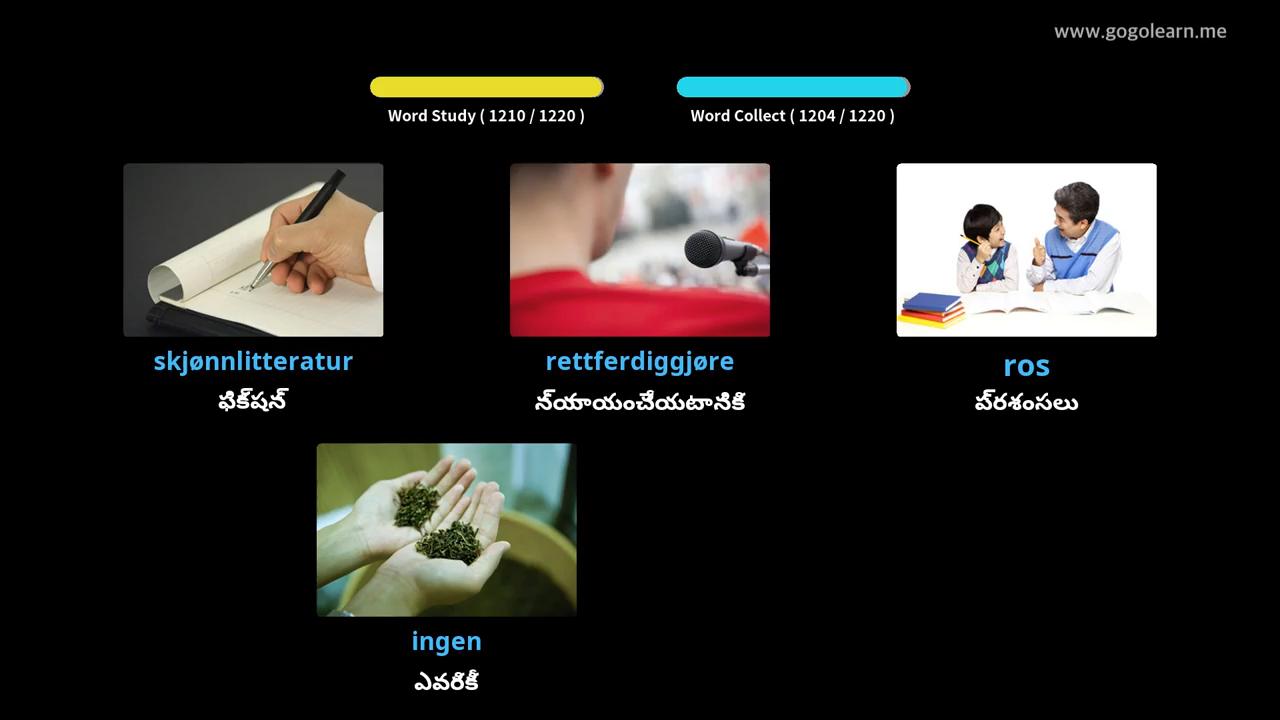 www.gogolearn.me
Word Study ( 1210 / 1220 )
Word Collect ( 1204 / 1220 )
skjønnlitteratur
ఫిక్‌షన్
rettferdiggjøre
న్‌యాయంచేయటానికి
ros
ప్‌రశంసలు
ingen
ఎవరికీ